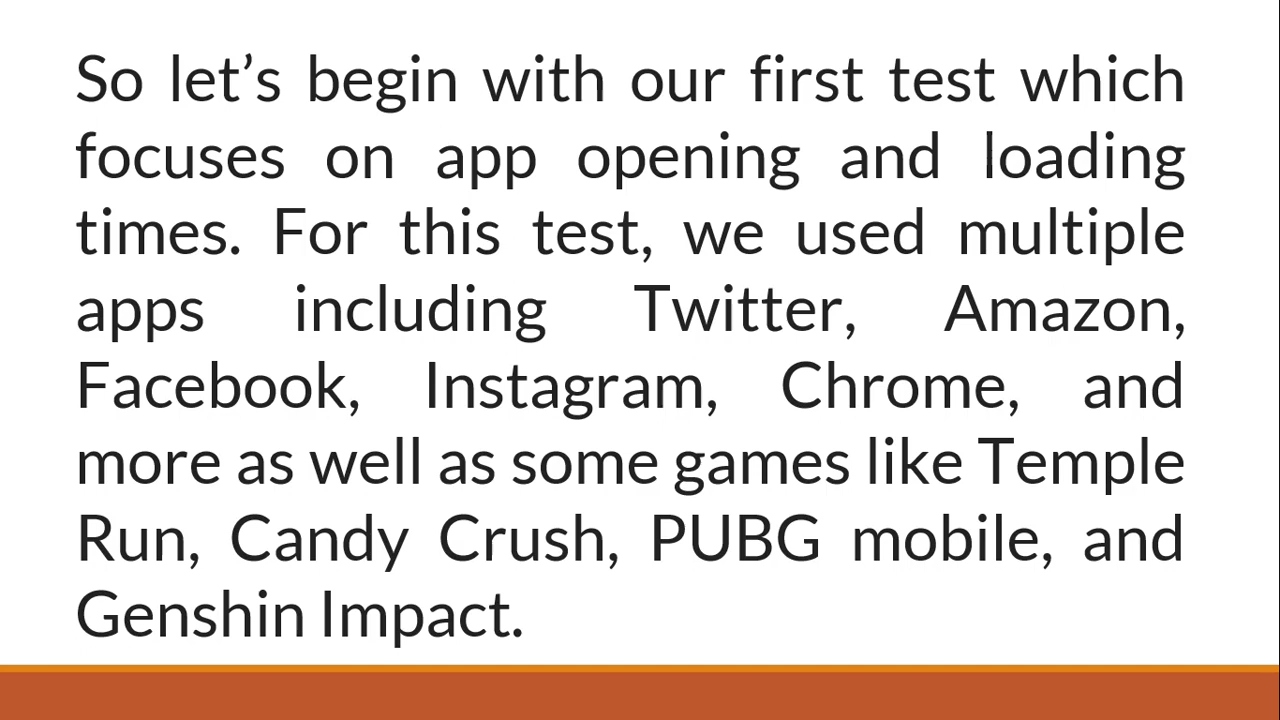 So let’s begin with our first test which
focuses on app opening and loading
times. For this test, we used multiple
apps including Twitter, Amazon,
Facebook, Instagram, Chrome, and
more as well as some games like Temple
Run, Candy Crush, PUBG mobile, and
Genshin Impact.